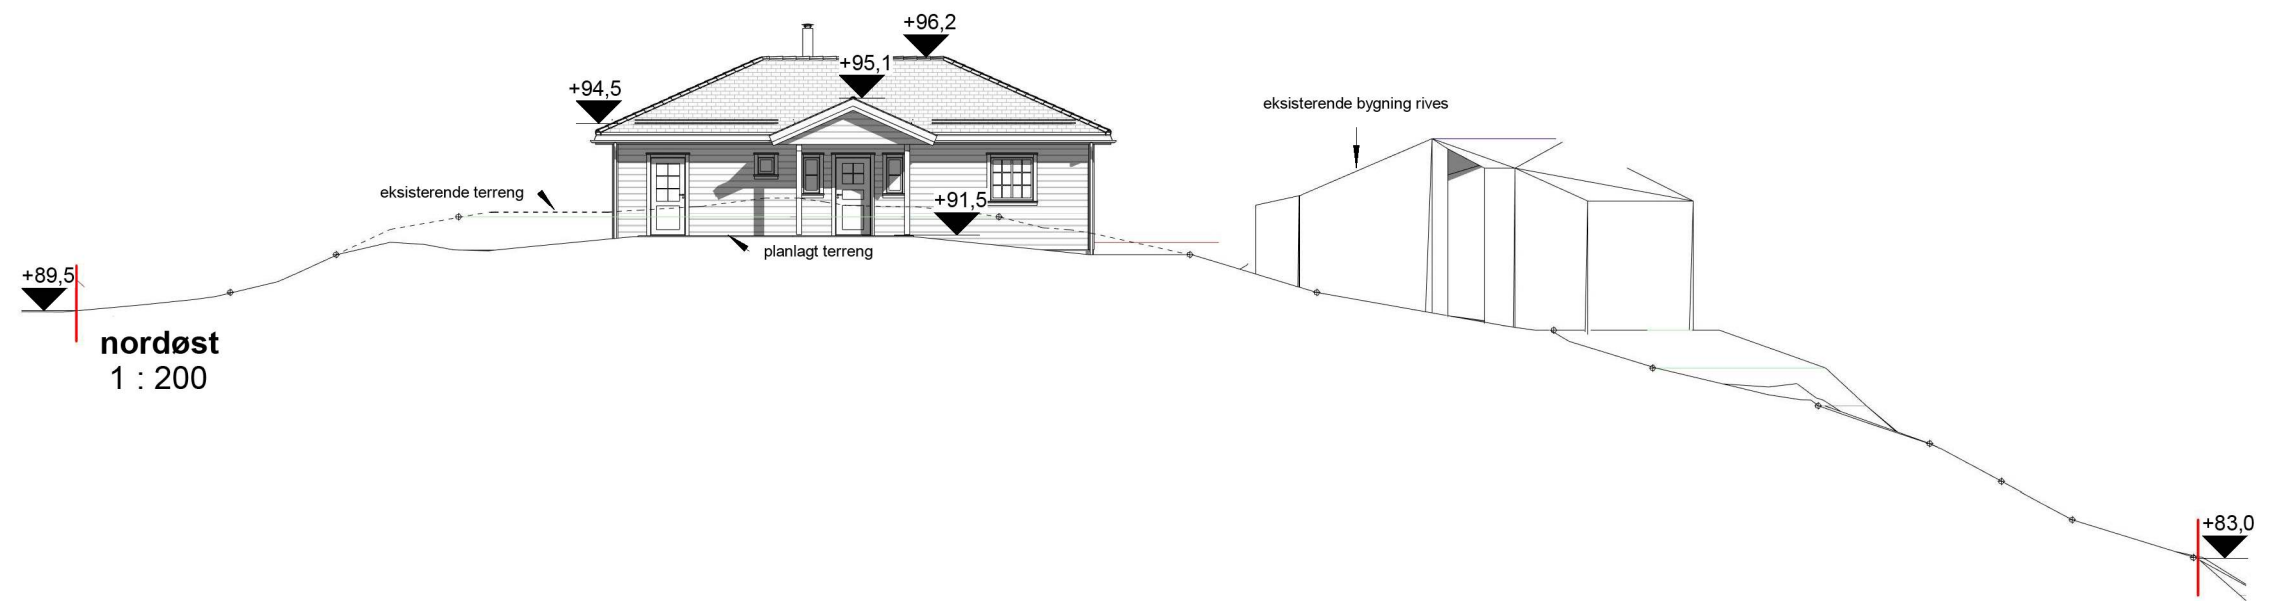 +96,2
+95,1
+94,5
eksisterende bygning rives
eksisterende terreng
+91,5
planlagt terreng
+89,5
nordøst
1 : 200
+83,0